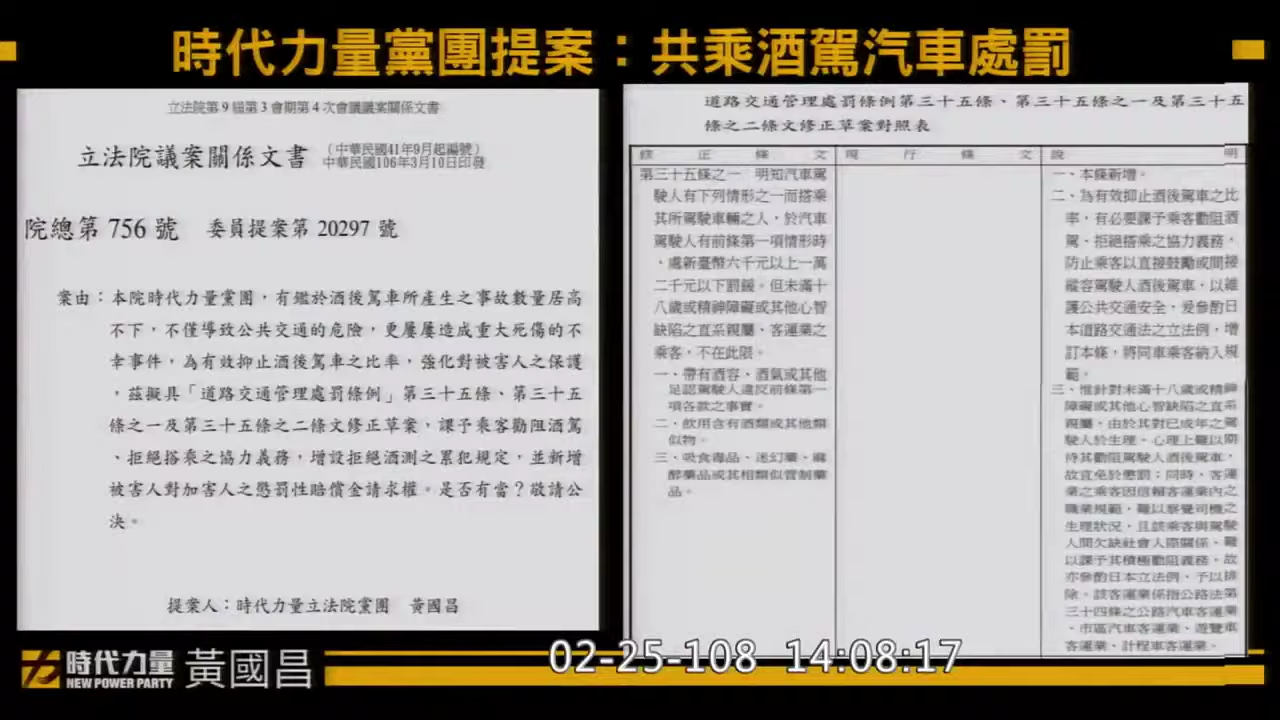 時代力量黨團提案：共乘酒駕汽車處罰
立法院第9屆第3會期第4次會議議案關係文書
立法院議案關係文書
（中華民國41年9月起編號）
中華民國106年3月10日印發
院總第 756 號 委員提案第 20297 號
案由：本院時代力量黨團，有鑑於酒後駕車所產生之事故數量居高
不下，不僅導致公共交通的危險，更屢屢造成重大死傷的不
幸事件，為有效抑止酒後駕車之比率，強化對被害人之保護
，茲擬具「道路交通管理處罰條例」第三十五條、第三十五
條之一及第三十五條之二條文修正草案，課予乘客勸阻酒駕
、拒絕搭乘之協力義務，增設拒絕酒測之累犯規定，並新增
被害人對加害人之懲罰性賠償金請求權。是否有當？敬請公
決。
提案人：時代力量立法院黨團 黃國昌
道路交通管理處罰條例第三十五條、第三十五條之一及第三十五
條之二條文修正草案對照表
修正條文
第三十五條之一 明知汽車駕
駛人有下列情形之一而搭乘
其所駕駛車輛之人，於汽車
駕駛人有前條第一項情形時
，處新臺幣六千元以上一萬
二千元以下罰鍰。但未滿十
八歲或精神障礙或其他心智
缺陷之直系親屬、客運業之
乘客，不在此限。
一、帶有酒容、酒氣或其他
足認駕駛人違反前條第一
項各款之事實。
二、飲用含有酒類或其他類
似物。
三、吸食毒品、迷幻藥、麻
醉藥品或其相類似管制藥
品。
現行條文
說明
一、本條新增。
二、為有效抑止酒後駕車之比
率，有必要課予乘客勸阻酒
駕、拒絕搭乘之協力義務，
防止乘客以直接鼓勵或間接
縱容駕駛人酒後駕車，以維
護公共交通安全，爰參酌日
本道路交通法之立法例，增
訂本條，將同車乘客納入規
範。
三、惟針對未滿十八歲或精神
障礙或其他心智缺陷之直系
親屬，由於其對已成年之駕
駛人於生理、心理上難以期
待其勸阻駕駛人酒後駕車，
故宜免於懲罰；同時，客運
業之乘客因信賴客運業內之
職業規範，難以察覺司機之
生理狀況，且該乘客與駕駛
人間欠缺社會人際關係，難
以課予其積極勸阻義務，故
亦參酌日本立法例，予以排
除。該客運業係指公路法第
三十四條之公路汽車客運業
、市區汽車客運業、遊覽車
客運業、計程車客運業。
時代力量
NEW POWER PARTY
黃國昌
02-25-108 14:08:17